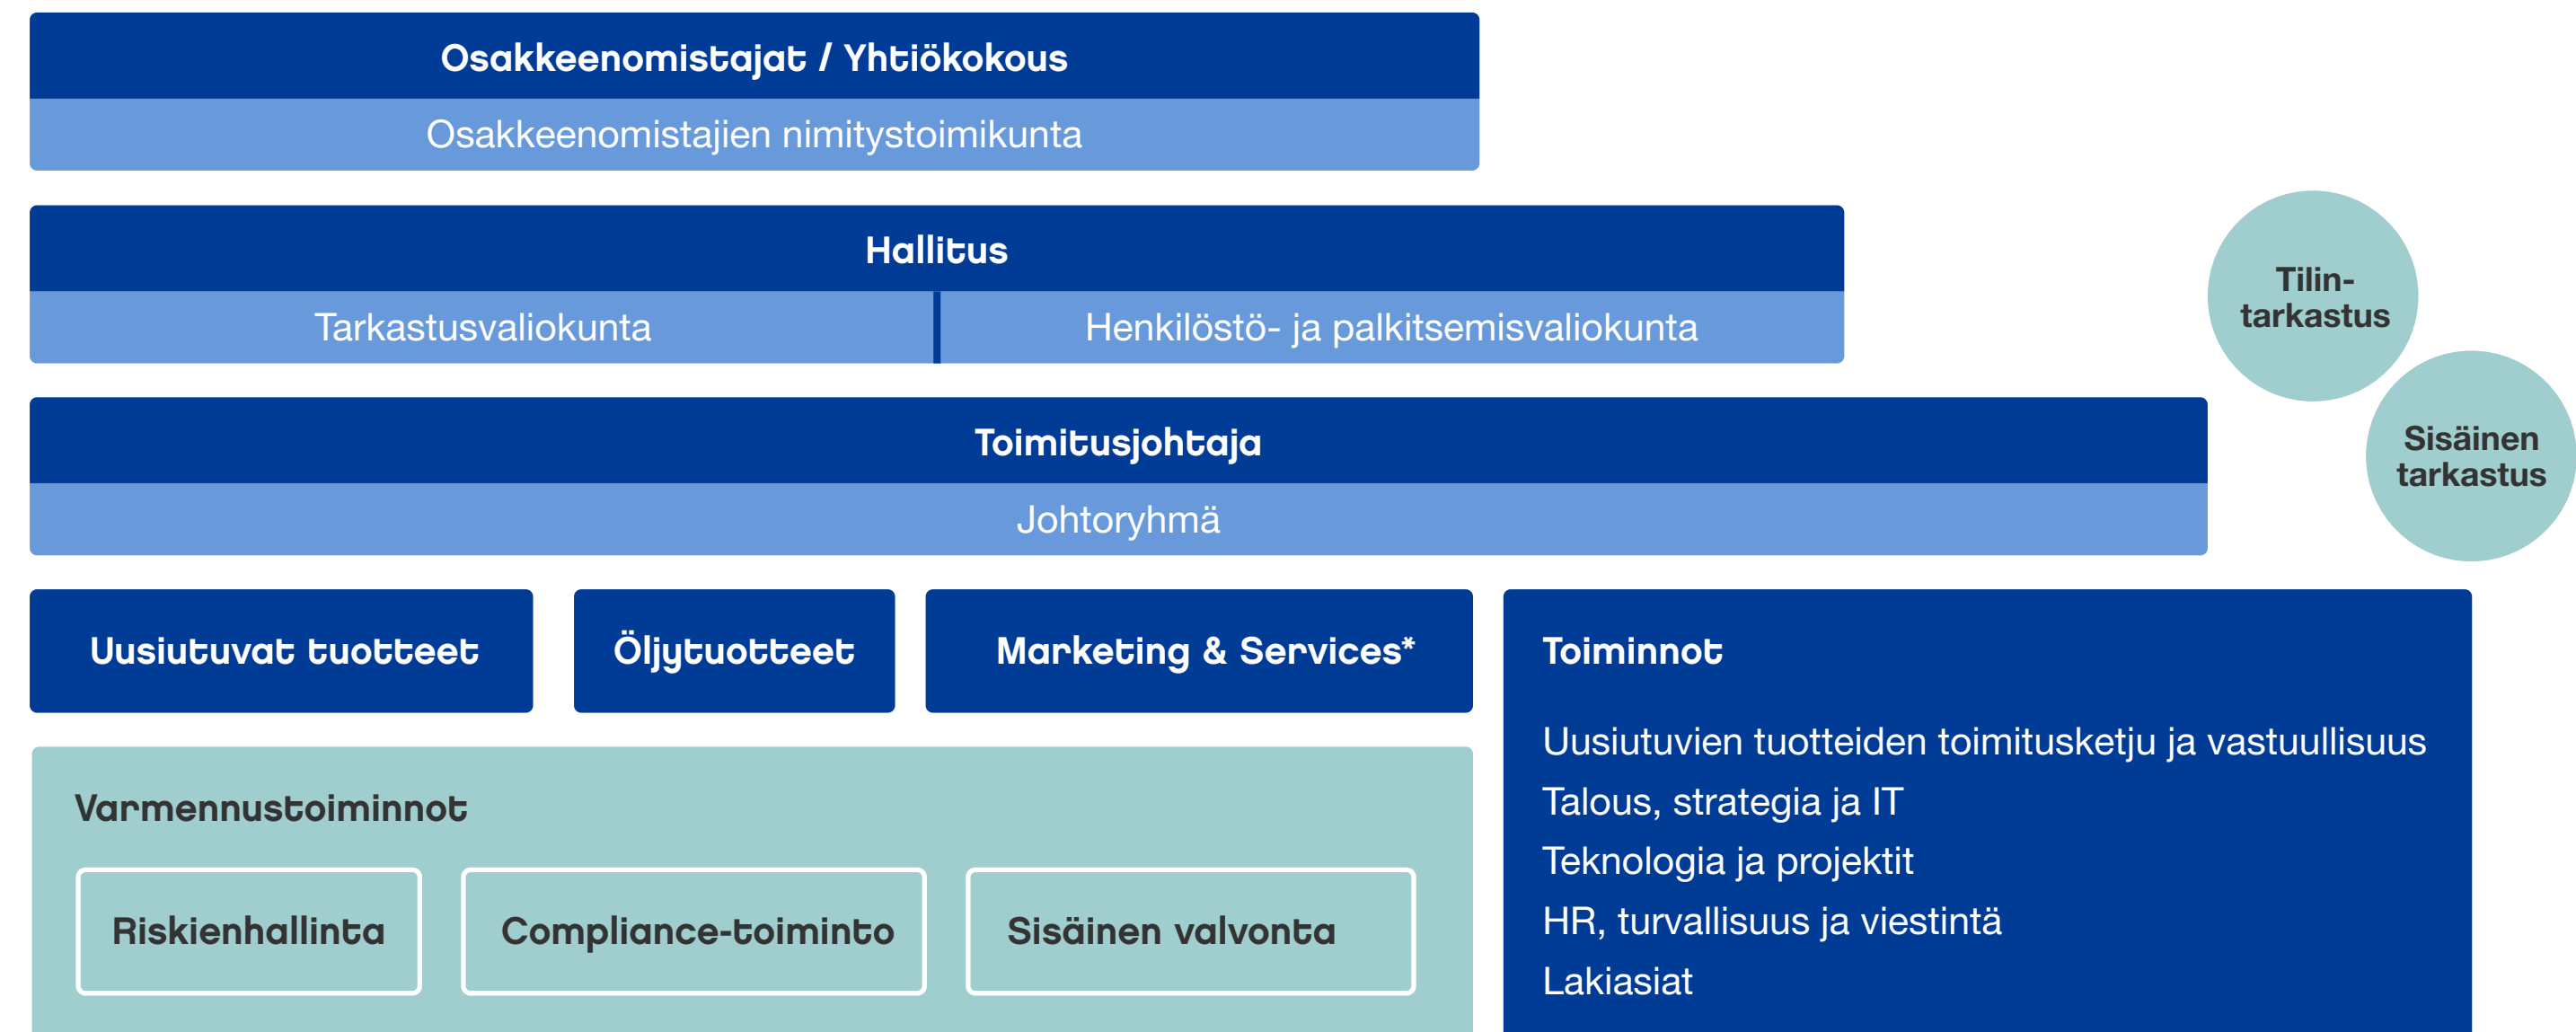 Osakkeenomistajat / Yhtiökokous
Osakkeenomistajien nimitystoimikunta
Hallitus
Tarkastusvaliokunta
Henkilöstö- ja palkitsemisvaliokunta
Tilin-
tarkastus
Sisäinen
tarkastus
Toimitusjohtaja
Johtoryhmä
Uusiutuvat tuotteet
Öljytuotteet
Marketing & Services*
Toiminnot
Uusiutuvien tuotteiden toimitusketju ja vastuullisuus
Talous, strategia ja IT
Teknologia ja projektit
HR, turvallisuus ja viestintä
Lakiasiat
Varmennustoiminnot
Riskienhallinta
Compliance-toiminto
Sisäinen valvonta